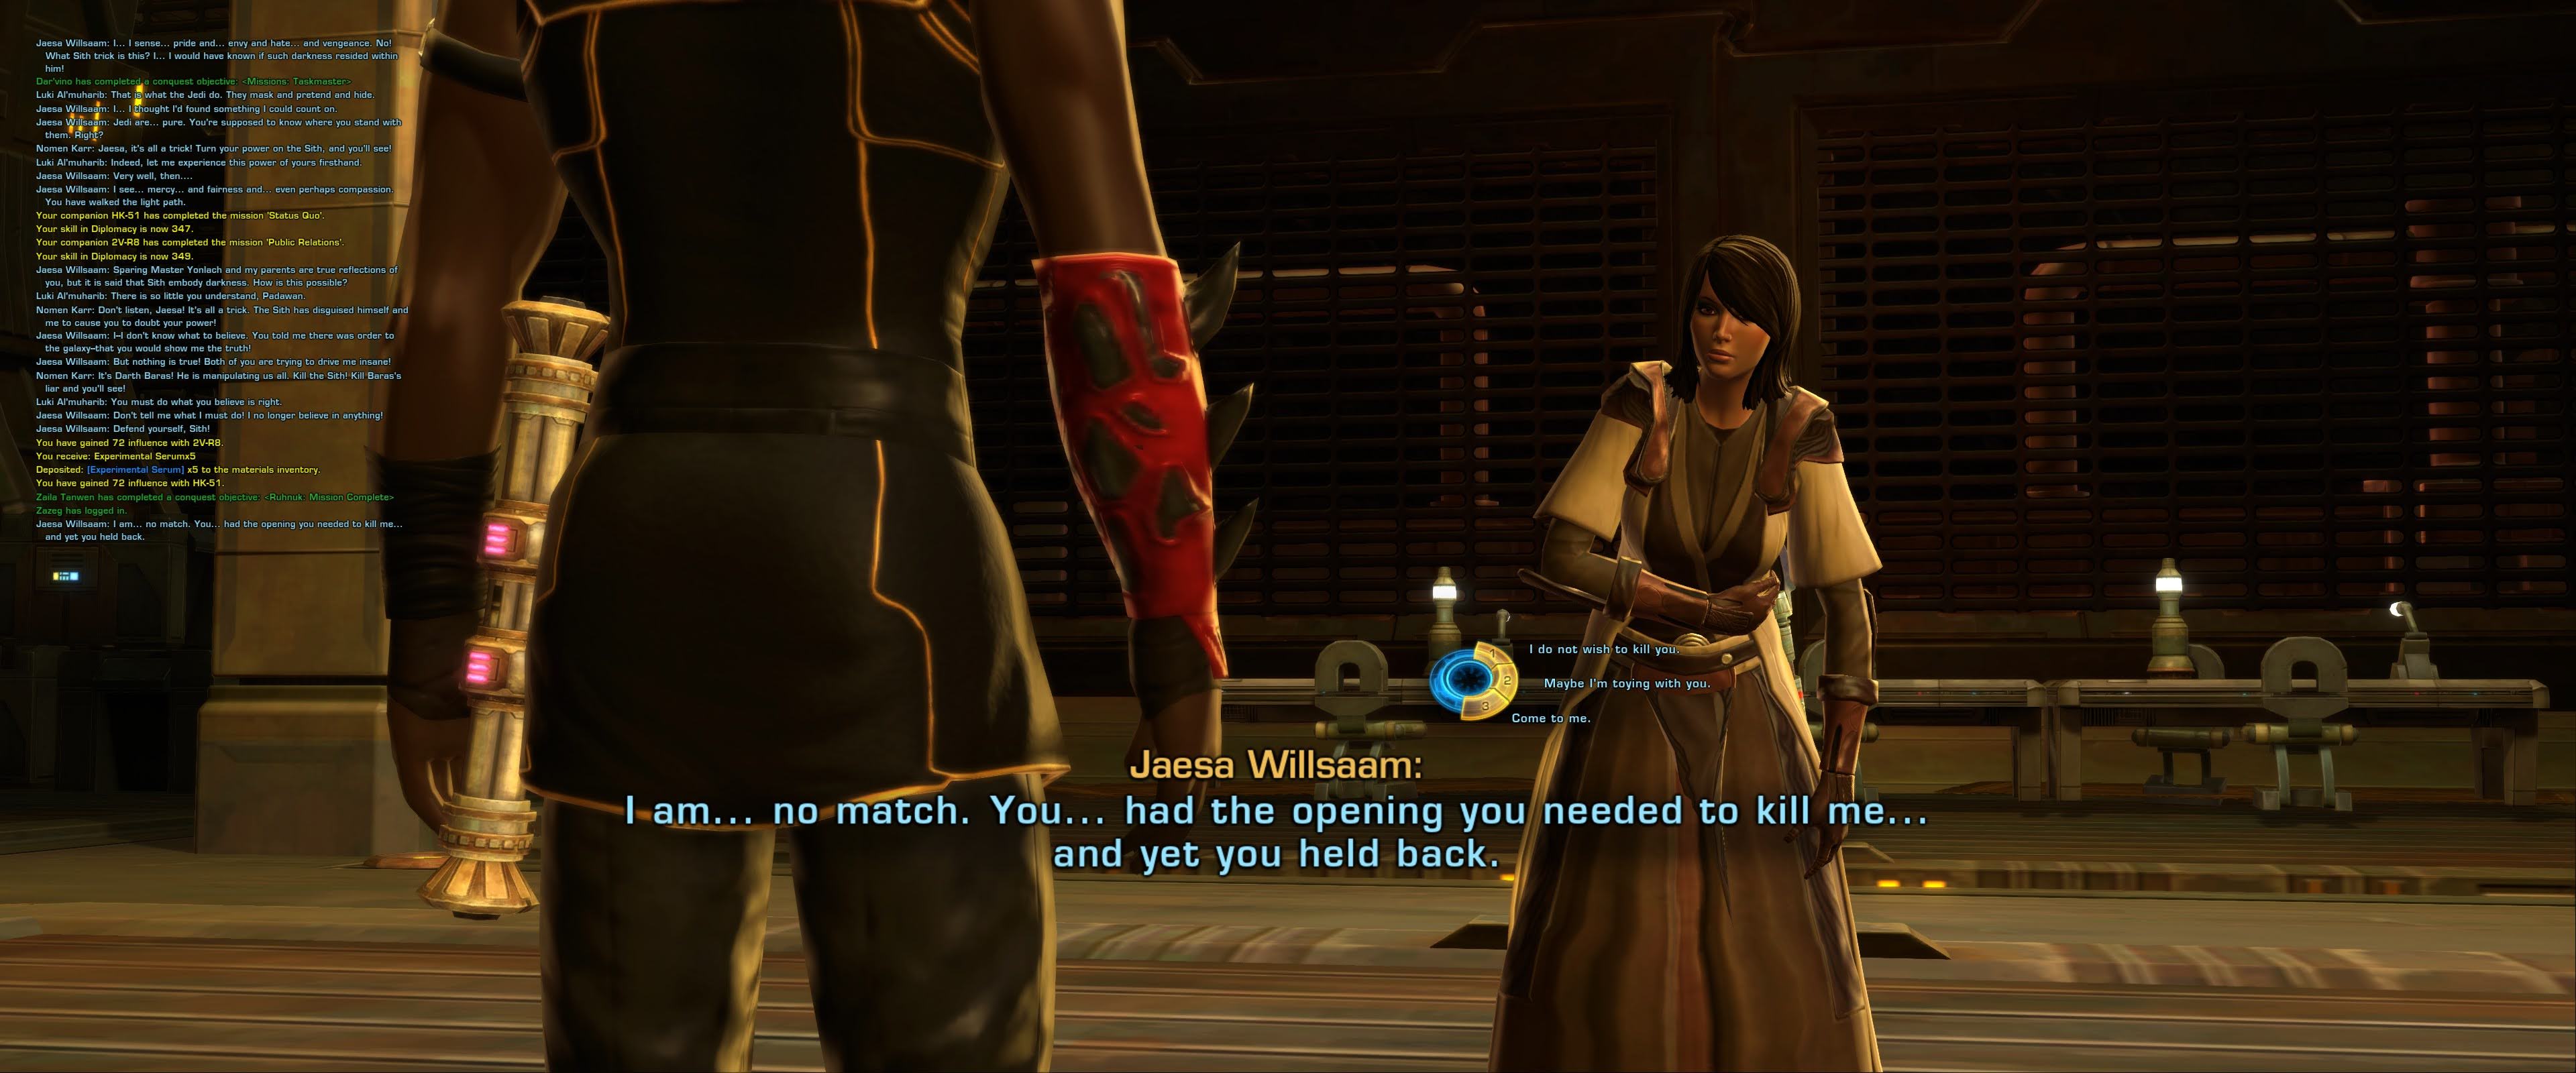 Jaesa Willsaam: I... I sense... pride and... envy and hate... and vengeance. No!
What Sith trick is this? I... I would have known if such darkness resided within
him!
Dar'vino has completed a conquest objective: <Missions: Taskmaster>
Luki Al'muharib: That is what the Jedi do. They mask and pretend and hide.
Jaesa Willsaam: I... I thought I'd found something I could count on.
Jaesa Willsaam: Jedi are... pure. You're supposed to know where you stand with
them. Right?
Nomen Karr: Jaesa, it's all a trick! Turn your power on the Sith, and you'll see!
Luki Al'muharib: Indeed, let me experience this power of yours firsthand.
Jaesa Willsaam: Very well, then....
Jaesa Willsaam: I see... mercy... and fairness and... even perhaps compassion.
You have walked the light path.
Your companion HK-51 has completed the mission 'Status Quo'.
Your skill in Diplomacy is now 347.
Your companion 2V-R8 has completed the mission 'Public Relations'.
Your skill in Diplomacy is now 349.
Jaesa Willsaam: Sparing Master Yonlach and my parents are true reflections of
you, but it is said that Sith embody darkness. How is this possible?
Luki Al'muharib: There is so little you understand, Padawan.
Nomen Karr: Don't listen, Jaesa! It's all a trick. The Sith has disguised himself and
me to cause you to doubt your power!
Jaesa Willsaam: I–I don't know what to believe. You told me there was order to
the galaxy–that you would show me the truth!
Jaesa Willsaam: But nothing is true! Both of you are trying to drive me insane!
Nomen Karr: It's Darth Baras! He is manipulating us all. Kill the Sith! Kill Baras's
liar and you'll see!
Luki Al'muharib: You must do what you believe is right.
Jaesa Willsaam: Don't tell me what I must do! I no longer believe in anything!
Jaesa Willsaam: Defend yourself, Sith!
You have gained 72 influence with 2V-R8.
You receive: Experimental Serumx5
Deposited: [Experimental Serum] x5 to the materials inventory.
You have gained 72 influence with HK-51.
Zaila Tanwen has completed a conquest objective: <Ruhnuk: Mission Complete>
Zazeg has logged in.
Jaesa Willsaam: I am... no match. You... had the opening you needed to kill me...
and yet you held back.
1 I do not wish to kill you.
2 Maybe I'm toying with you.
3 Come to me.
Jaesa Willsaam:
I am... no match. You... had the opening you needed to kill me...
and yet you held back.